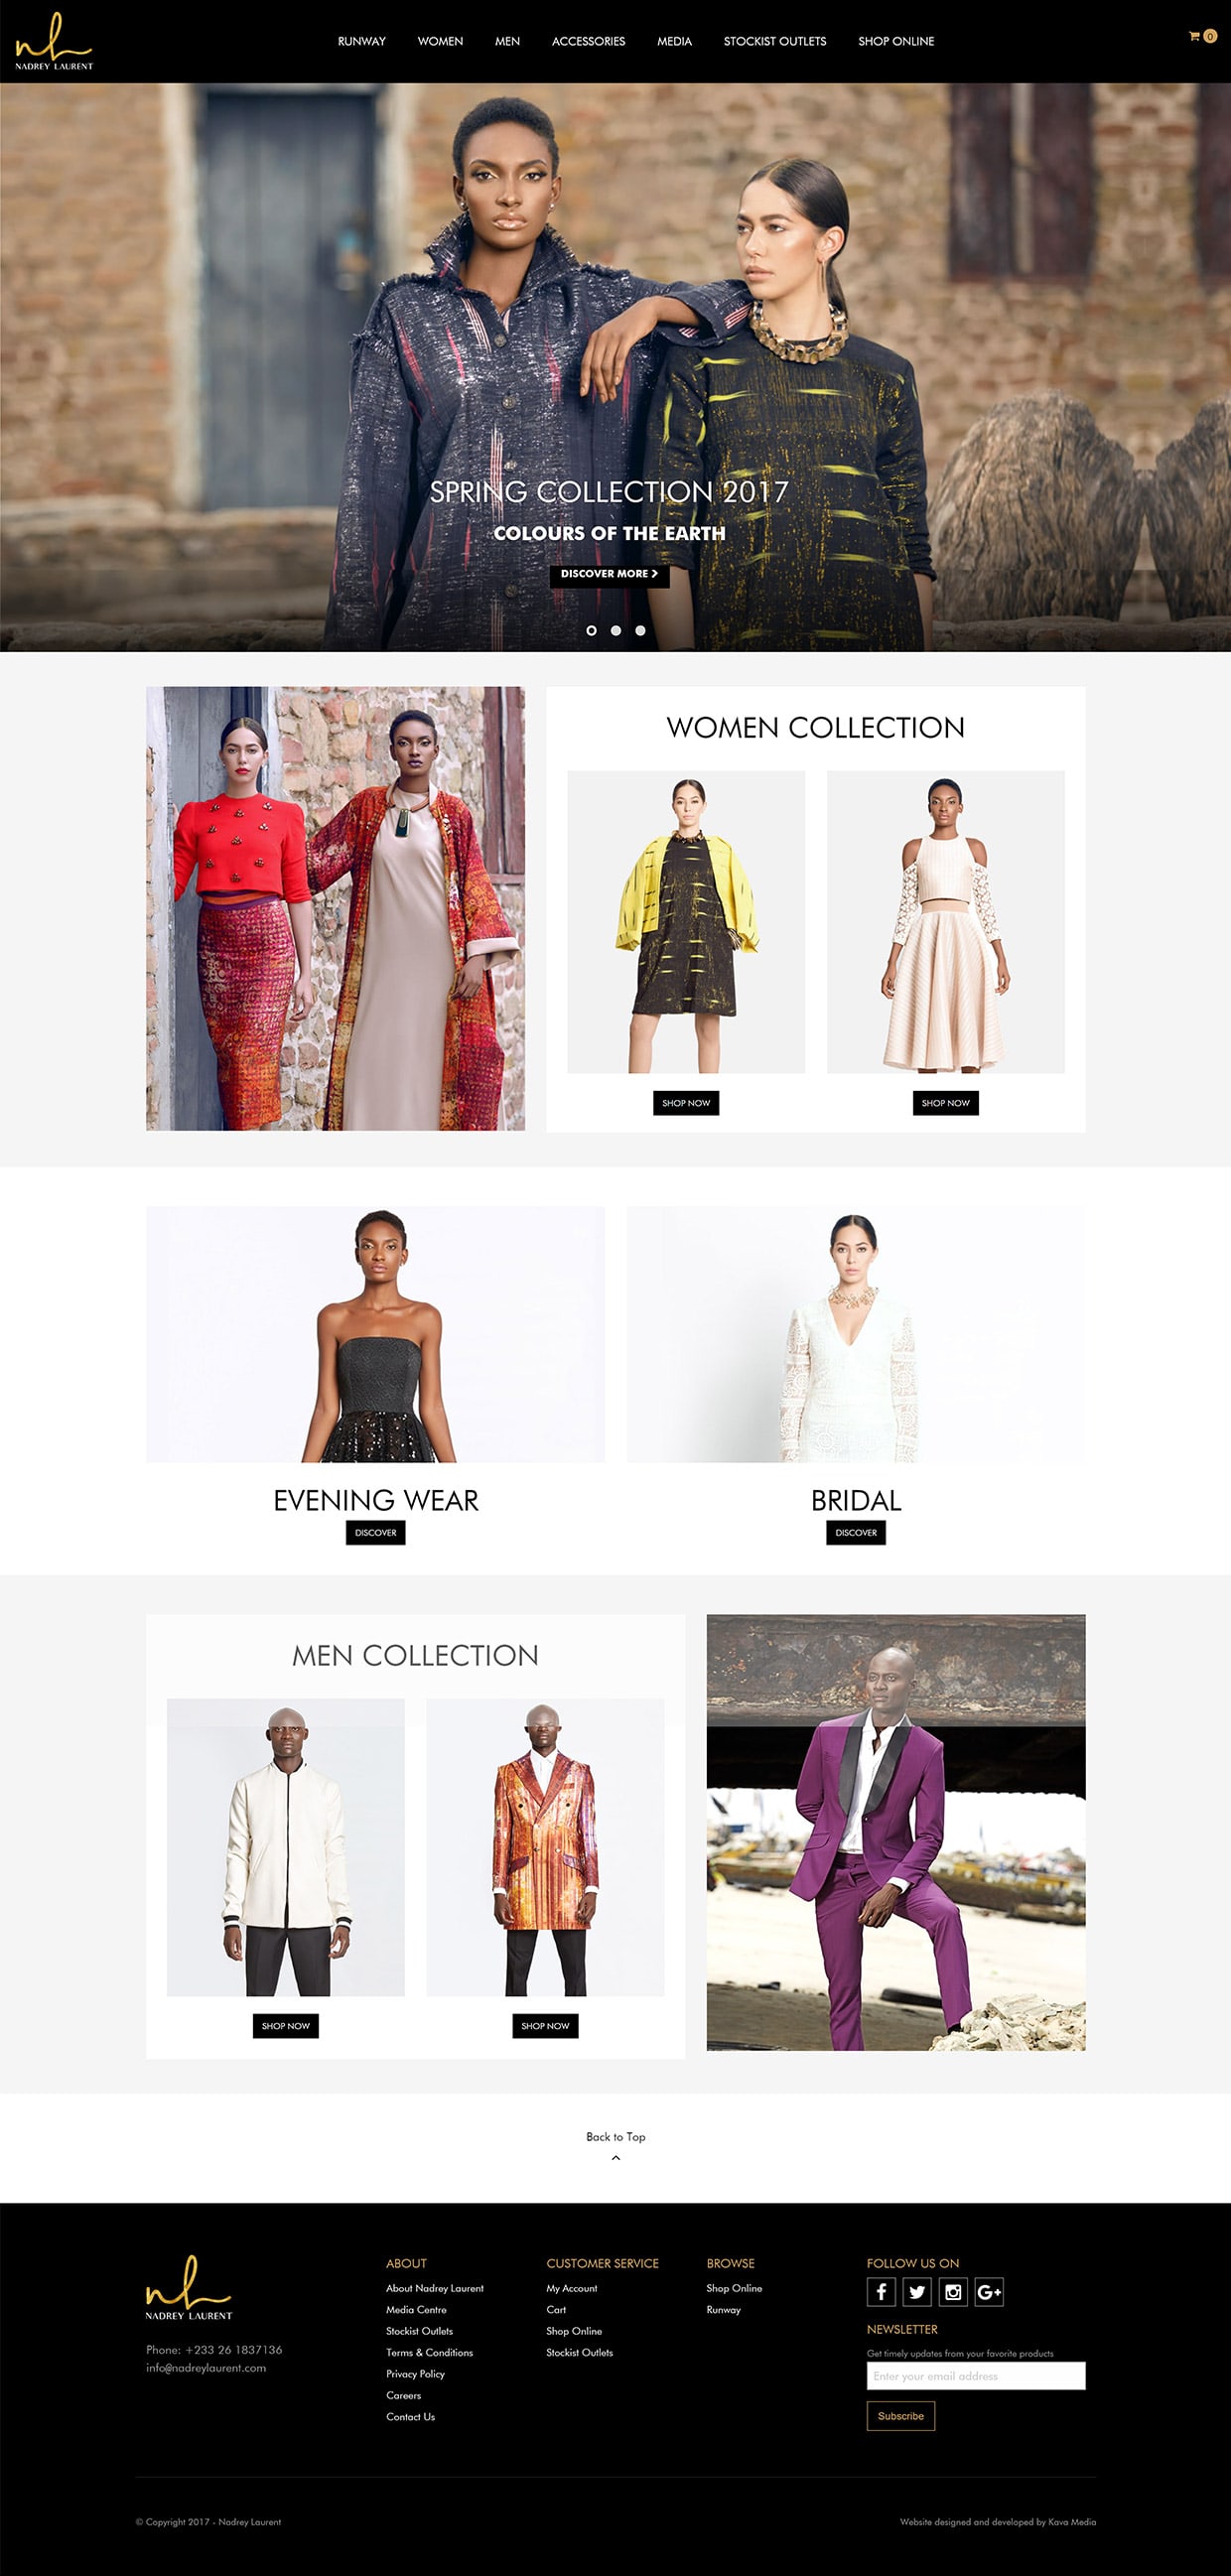 nl
NADREY LAURENT
RUNWAY WOMEN MEN ACCESSORIES MEDIA STOCKIST OUTLETS SHOP ONLINE
0
SPRING COLLECTION 2017
COLOURS OF THE EARTH
DISCOVER MORE >
WOMEN COLLECTION
SHOP NOW SHOP NOW
EVENING WEAR
DISCOVER
BRIDAL
DISCOVER
MEN COLLECTION
SHOP NOW SHOP NOW
Back to Top
nl
NADREY LAURENT
Phone: +233 26 1837136
info@nadreylaurent.com
ABOUT
About Nadrey Laurent
Media Centre
Stockist Outlets
Terms & Conditions
Privacy Policy
Careers
Contact Us
CUSTOMER SERVICE
My Account
Cart
Shop Online
Stockist Outlets
BROWSE
Shop Online
Runway
FOLLOW US ON
f G+
NEWSLETTER
Get timely updates from your favorite products
Enter your email address
Subscribe
© Copyright 2017 - Nadrey Laurent
Website designed and developed by Kava Media